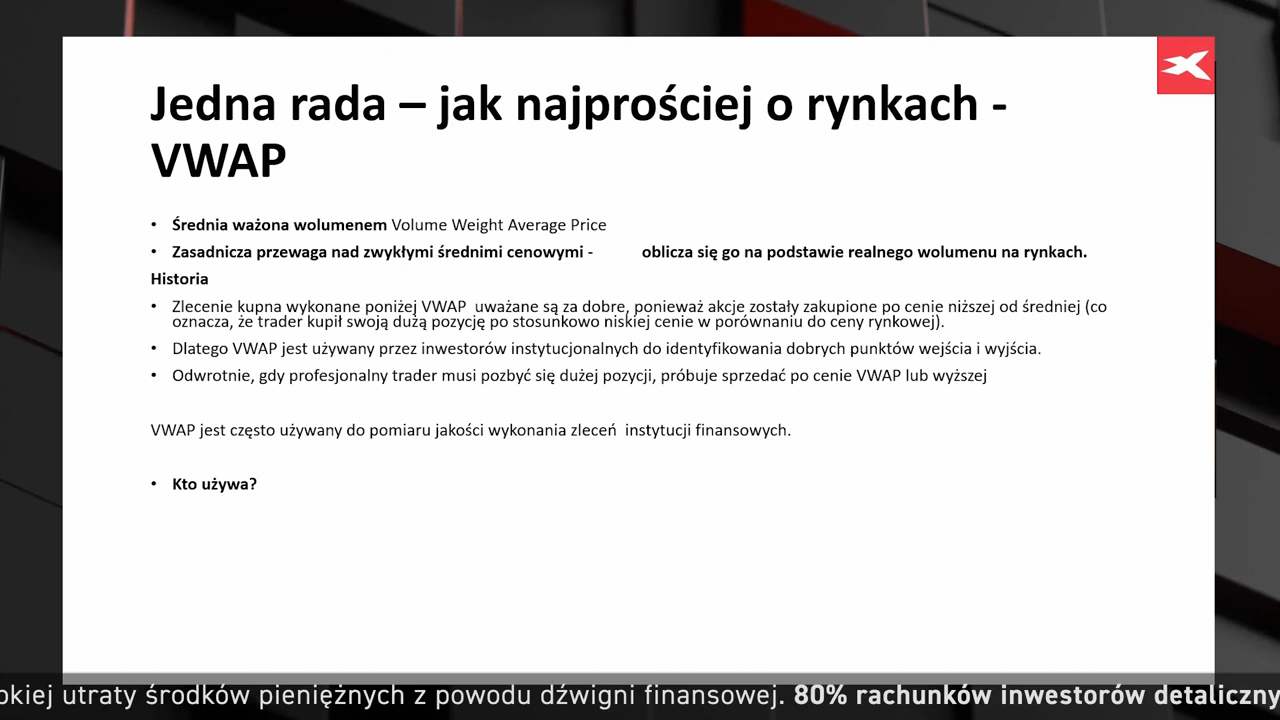 Jedna rada – jak najprościej o rynkach -
VWAP
• Średnia ważona wolumenem Volume Weight Average Price
• Zasadnicza przewaga nad zwykłymi średnimi cenowymi - oblicza się go na podstawie realnego wolumenu na rynkach.
Historia
• Zlecenie kupna wykonane poniżej VWAP uważane są za dobre, ponieważ akcje zostały zakupione po cenie niższej od średniej (co
oznacza, że trader kupił swoją dużą pozycję po stosunkowo niskiej cenie w porównaniu do ceny rynkowej).
• Dlatego VWAP jest używany przez inwestorów instytucjonalnych do identyfikowania dobrych punktów wejścia i wyjścia.
• Odwrotnie, gdy profesjonalny trader musi pozbyć się dużej pozycji, próbuje sprzedać po cenie VWAP lub wyższej
VWAP jest często używany do pomiaru jakości wykonania zleceń instytucji finansowych.
• Kto używa?
okiej utraty środków pieniężnych z powodu dźwigni finansowej. 80% rachunków inwestorów detaliczny